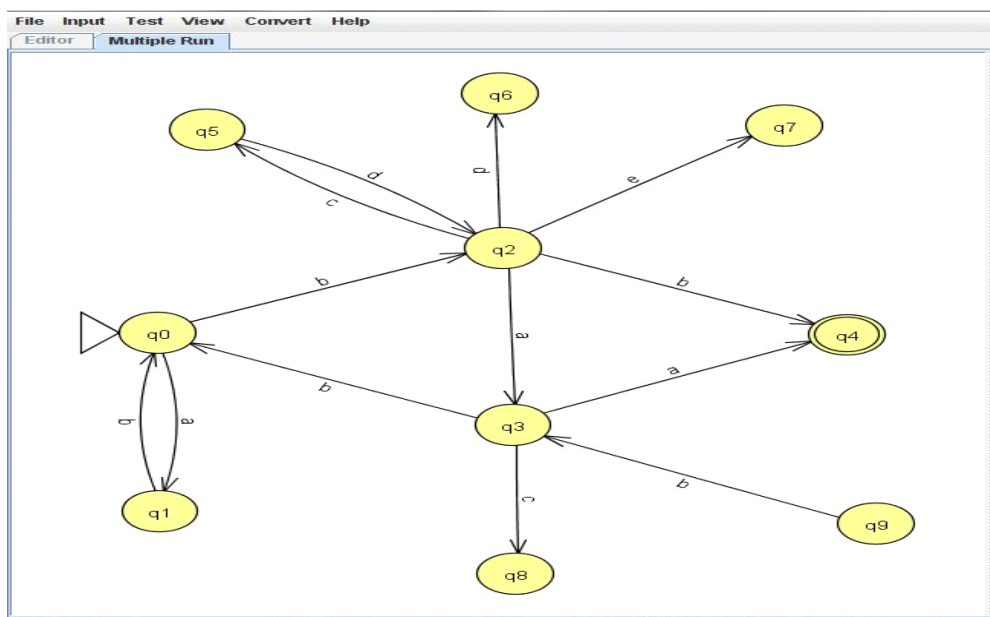 File Input Test View Convert Help
Editor Multiple Run
q6
q7
q5
d
d
e
c
q2
b
b
q0
a
q4
a
b
b
a
q3
q1
b
c
q9
q8